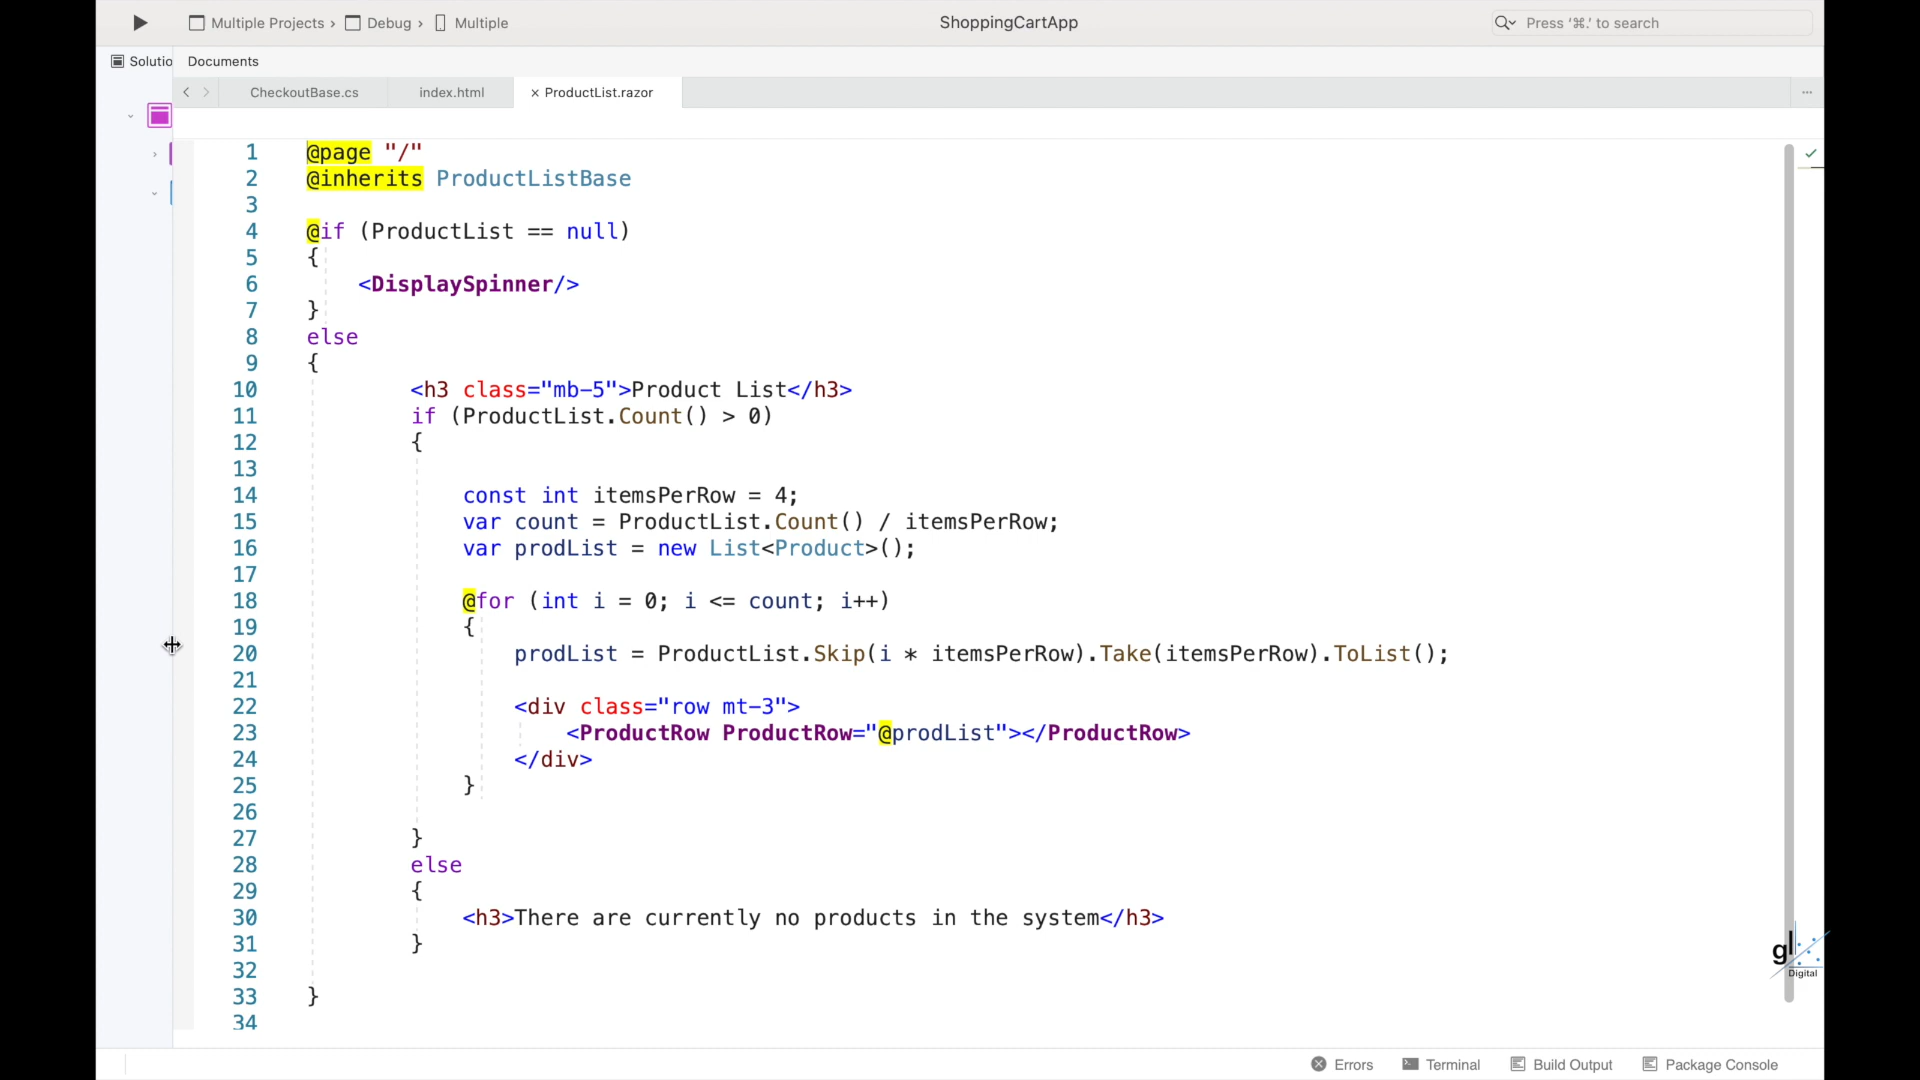 Multiple Projects › Debug › Multiple
ShoppingCartApp
Press ‘⌘.’ to search
Solutio
Documents
CheckoutBase.cs
index.html
× ProductList.razor
1 @page "/"
2 @inherits ProductListBase
3
4 @if (ProductList == null)
5 {
6 <DisplaySpinner/>
7 }
8 else
9 {
10 <h3 class="mb-5">Product List</h3>
11 if (ProductList.Count() > 0)
12 {
13
14 const int itemsPerRow = 4;
15 var count = ProductList.Count() / itemsPerRow;
16 var prodList = new List<Product>();
17
18 @for (int i = 0; i <= count; i++)
19 {
20 prodList = ProductList.Skip(i * itemsPerRow).Take(itemsPerRow).ToList();
21
22 <div class="row mt-3">
23 <ProductRow ProductRow="@prodList"></ProductRow>
24 </div>
25 }
26
27 }
28 else
29 {
30 <h3>There are currently no products in the system</h3>
31 }
32
33 }
34
gl
Digital
Errors
Terminal
Build Output
Package Console